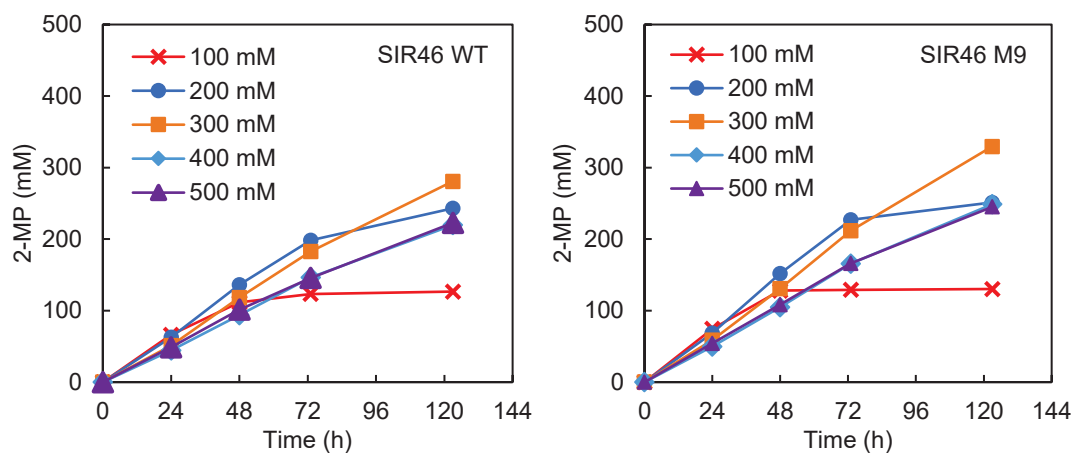 500
400
300
200
100
0
2-MP (mM)
SIR46 WT
100 mM
200 mM
300 mM
400 mM
500 mM
0 24 48 72 96 120 144
Time (h)
500
400
300
200
100
0
2-MP (mM)
SIR46 M9
100 mM
200 mM
300 mM
400 mM
500 mM
0 24 48 72 96 120 144
Time (h)